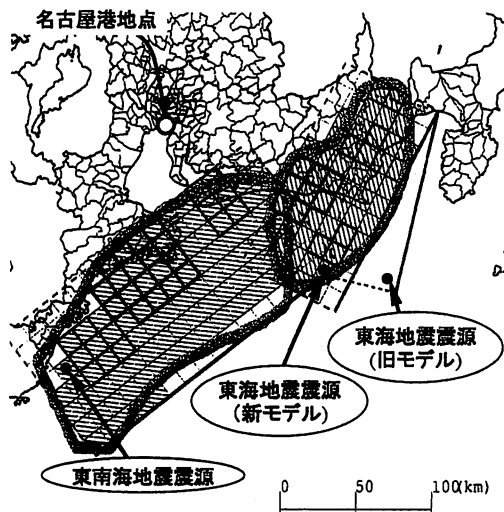 名古屋港地点
東海地震震源
(旧モデル)
東海地震震源
(新モデル)
東南海地震震源
0 50 100(km)